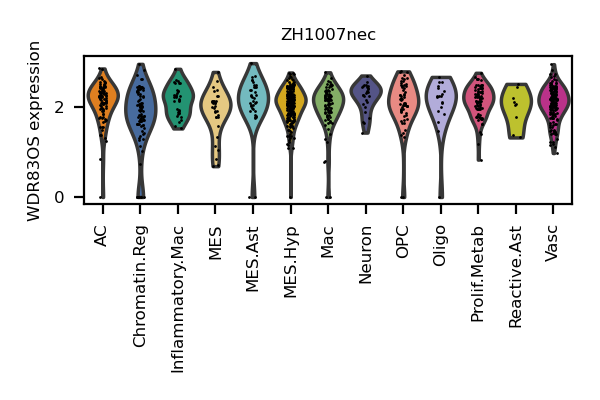 ZH1007nec
WDR83OS expression
2
0
AC
Chromatin.Reg
Inflammatory.Mac
MES
MES.Ast
MES.Hyp
Mac
Neuron
OPC
Oligo
Prolif.Metab
Reactive.Ast
Vasc